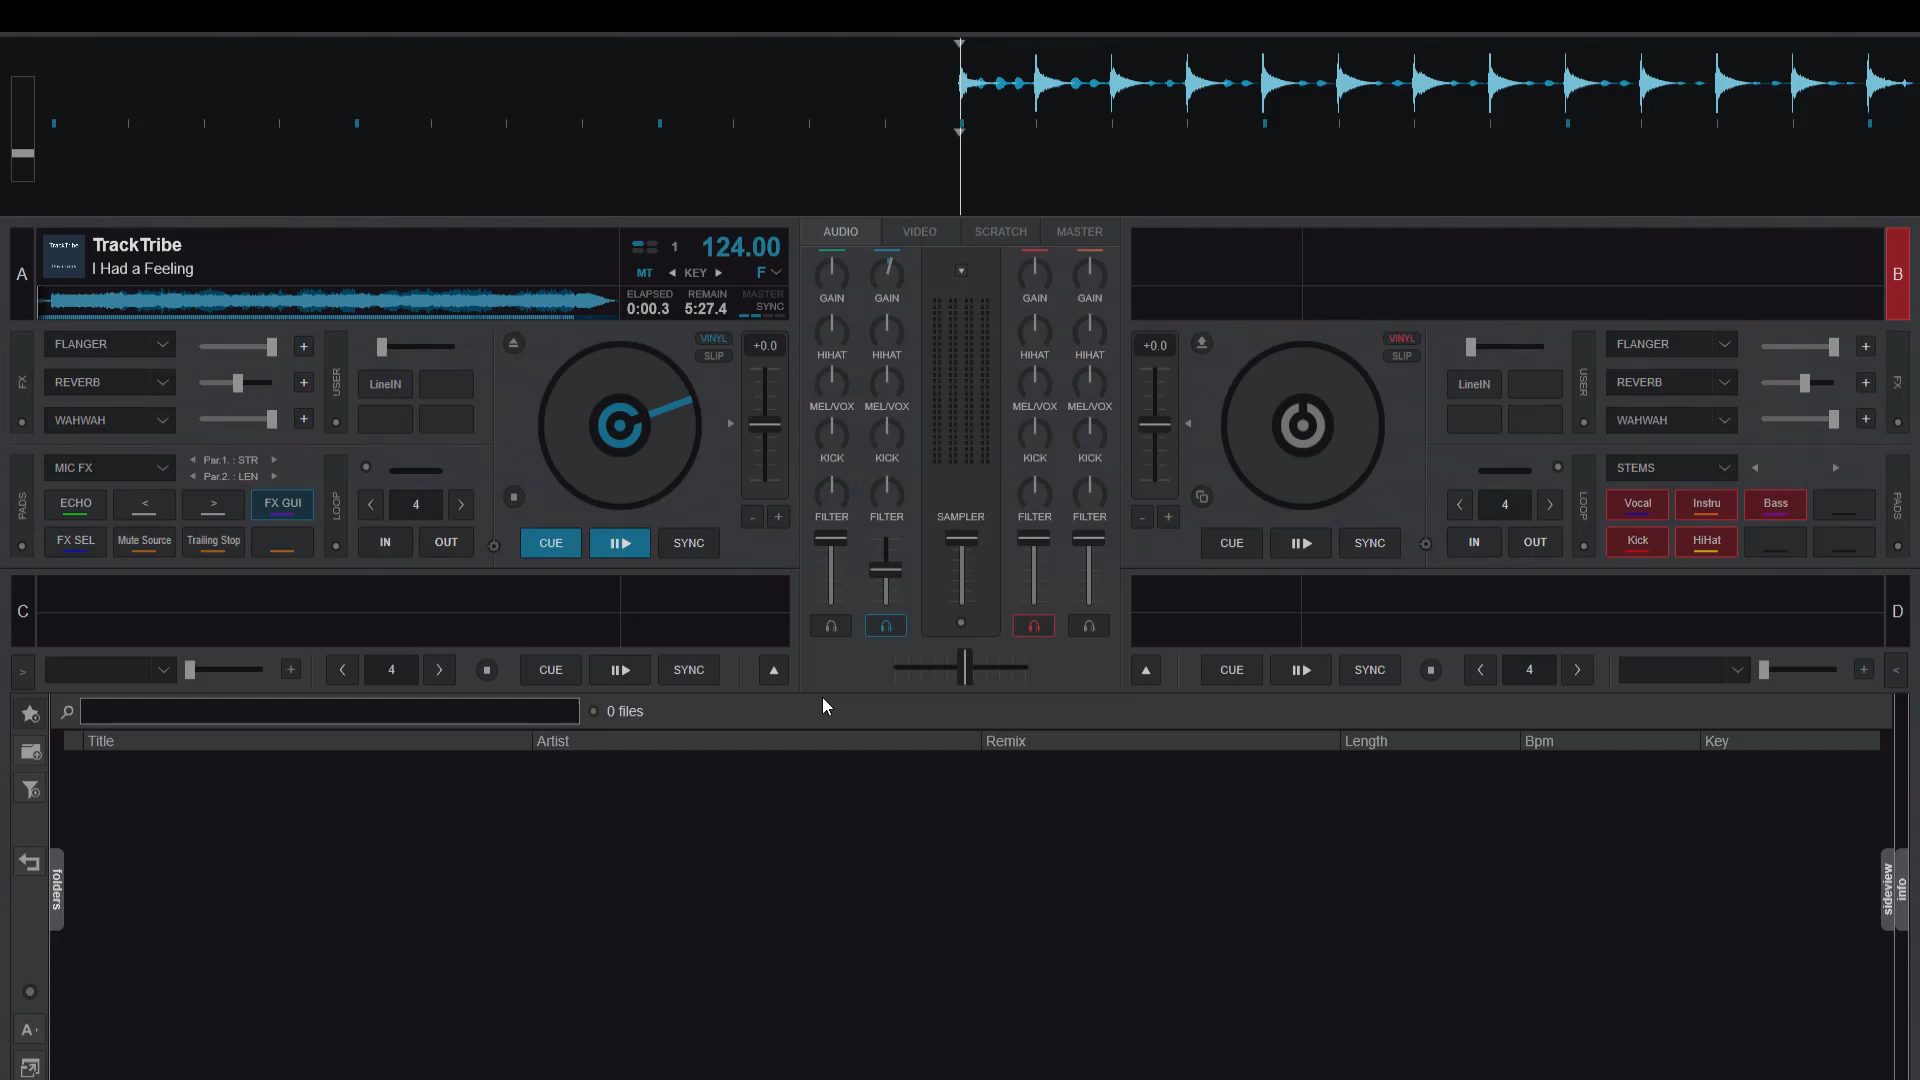 A
TrackTribe
I Had a Feeling
1 124.00
MT KEY F
ELAPSED REMAIN MASTER
0:00.3 5:27.4 SYNC
AUDIO VIDEO SCRATCH MASTER
GAIN GAIN GAIN GAIN
HIHAT HIHAT HIHAT HIHAT
MEL/VOX MEL/VOX MEL/VOX MEL/VOX
KICK KICK KICK KICK
FILTER FILTER SAMPLER FILTER FILTER
B
FX
FLANGER +
REVERB +
WAHWAH +
USER
LineIN
VINYL
SLIP
+0.0
- +
PADS
MIC FX
Par.1. : STR
Par.2. : LEN
ECHO < > FX GUI
FX SEL Mute Source Trailing Stop
LOOP
< 4 >
IN OUT
CUE SYNC
+0.0
- +
VINYL
SLIP
LineIN
USER
FLANGER +
REVERB +
WAHWAH +
FX
CUE SYNC
< 4 >
IN OUT
LOOP
STEMS
Vocal Instru Bass
Kick HiHat
PADS
C
D
> + < 4 > CUE SYNC
CUE SYNC < 4 > + <
0 files
Title Artist Remix Length Bpm Key
folders
sideview
info
A+